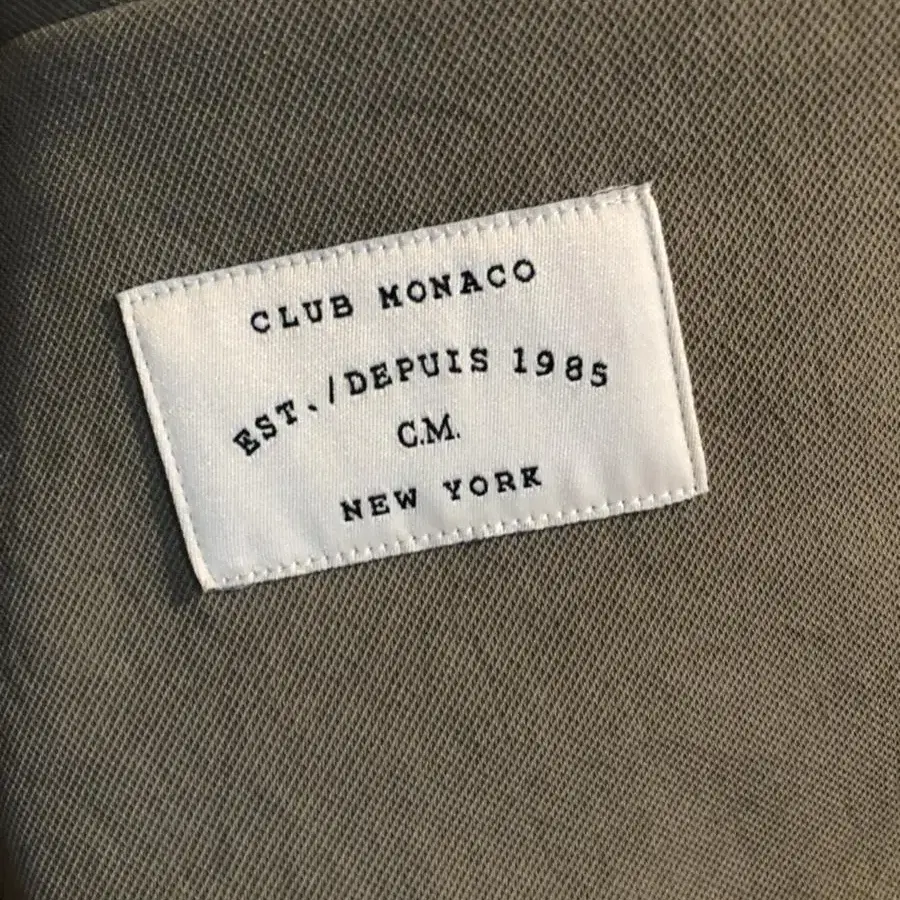 CLUB MONACO
EST./DEPUIS 1985
C.M.
NEW YORK